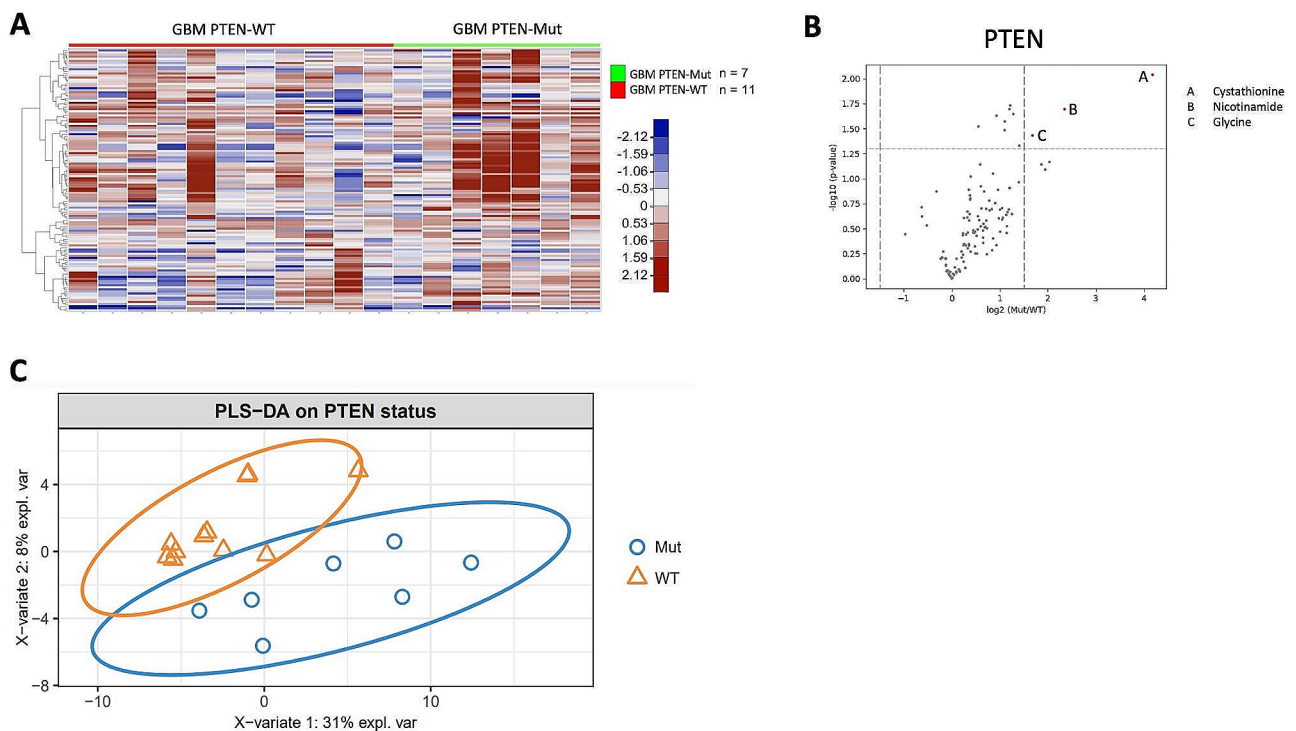 A
GBM PTEN-WT
GBM PTEN-Mut
GBM PTEN-Mut n = 7
GBM PTEN-WT n = 11
-2.12
-1.59
-1.06
-0.53
0
0.53
1.06
1.59
2.12
B
PTEN
2.00
1.75
1.50
1.25
1.00
0.75
0.50
0.25
0.00
-log10 (p-value)
A
B
C
−1
0
1
2
3
4
log2 (Mut/WT)
A Cystathionine
B Nicotinamide
C Glycine
C
PLS−DA on PTEN status
4
0
−4
−8
X−variate 2: 8% expl. var
−10
0
10
X−variate 1: 31% expl. var
Mut
WT